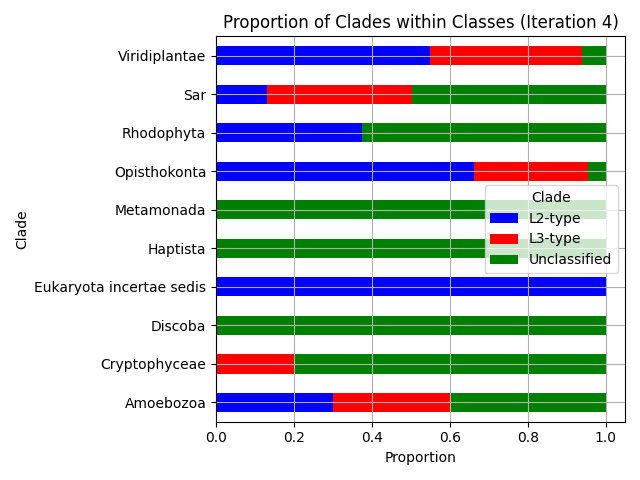 Proportion of Clades within Classes (Iteration 4)
Viridiplantae
Sar
Rhodophyta
Opisthokonta
Metamonada
Haptista
Eukaryota incertae sedis
Discoba
Cryptophyceae
Amoebozoa
Clade
Clade
L2-type
L3-type
Unclassified
0.0 0.2 0.4 0.6 0.8 1.0
Proportion